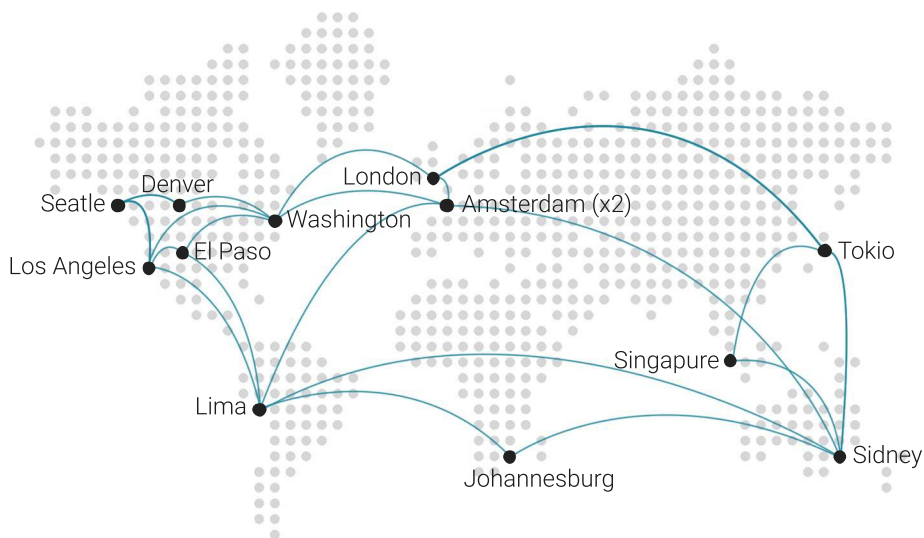 London
Denver
Seatle
Amsterdam (x2)
Washington
El Paso
Tokio
Los Angeles
Singapure
Lima
Sidney
Johannesburg